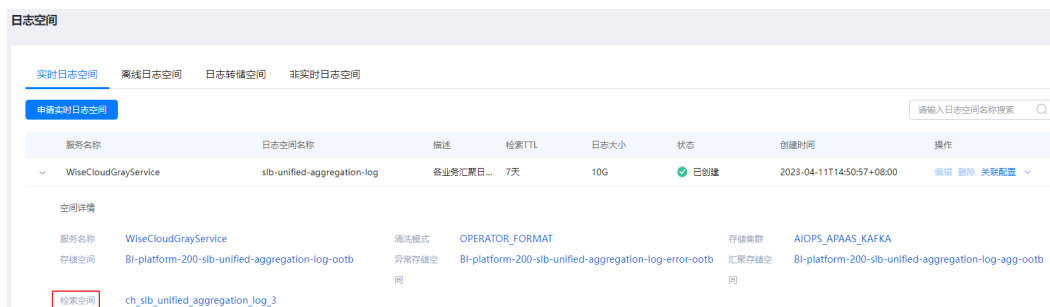 日志空间
实时日志空间 离线日志空间 日志转储空间 非实时日志空间
申请实时日志空间 请输入日志空间名称搜索
服务名称 日志空间名称 描述 检索TTL 日志大小 状态 创建时间 操作
WiseCloudGrayService slb-unified-aggregation-log 各业务汇聚日... 7天 10G 已创建 2023-04-11T14:50:57+08:00 编辑 删除 关联配置
空间详情
服务名称 WiseCloudGrayService 清洗模式 OPERATOR_FORMAT 存储集群 AIOPS_APAAS_KAFKA
存储空间 BI-platform-200-slb-unified-aggregation-log-ootb 异常存储空间 BI-platform-200-slb-unified-aggregation-log-error-ootb 汇聚存储空间 BI-platform-200-slb-unified-aggregation-log-agg-ootb
检索空间 ch_slb_unified_aggregation_log_3